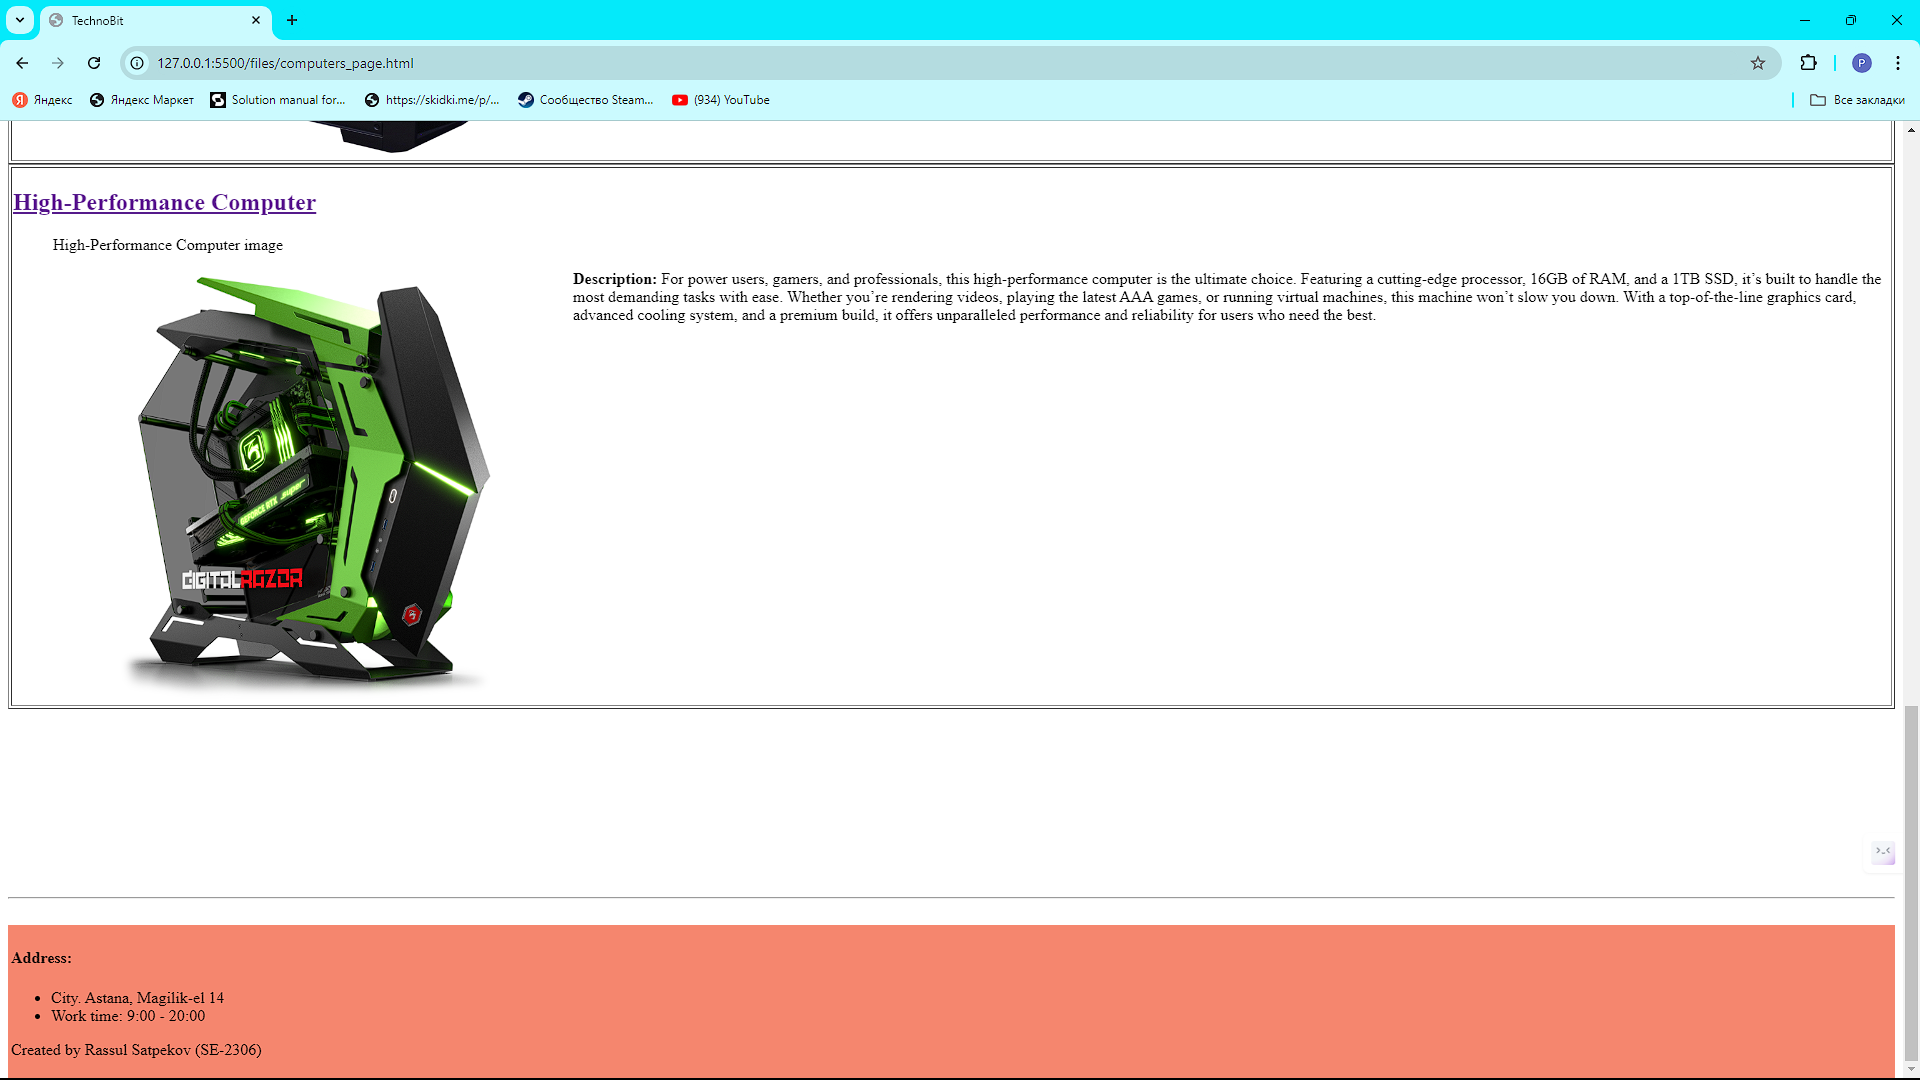 TechnoBit
127.0.0.1:5500/files/computers_page.html
P
Яндекс
Яндекс Маркет
Solution manual for...
https://skidki.me/p/...
Сообщество Steam...
(934) YouTube
Все закладки
High-Performance Computer
High-Performance Computer image
Description: For power users, gamers, and professionals, this high-performance computer is the ultimate choice. Featuring a cutting-edge processor, 16GB of RAM, and a 1TB SSD, it’s built to handle the
most demanding tasks with ease. Whether you’re rendering videos, playing the latest AAA games, or running virtual machines, this machine won’t slow you down. With a top-of-the-line graphics card,
advanced cooling system, and a premium build, it offers unparalleled performance and reliability for users who need the best.
GEFORCE RTX super
DIGITALRAZOR
Address:
• City. Astana, Magilik-el 14
• Work time: 9:00 - 20:00
Created by Rassul Satpekov (SE-2306)